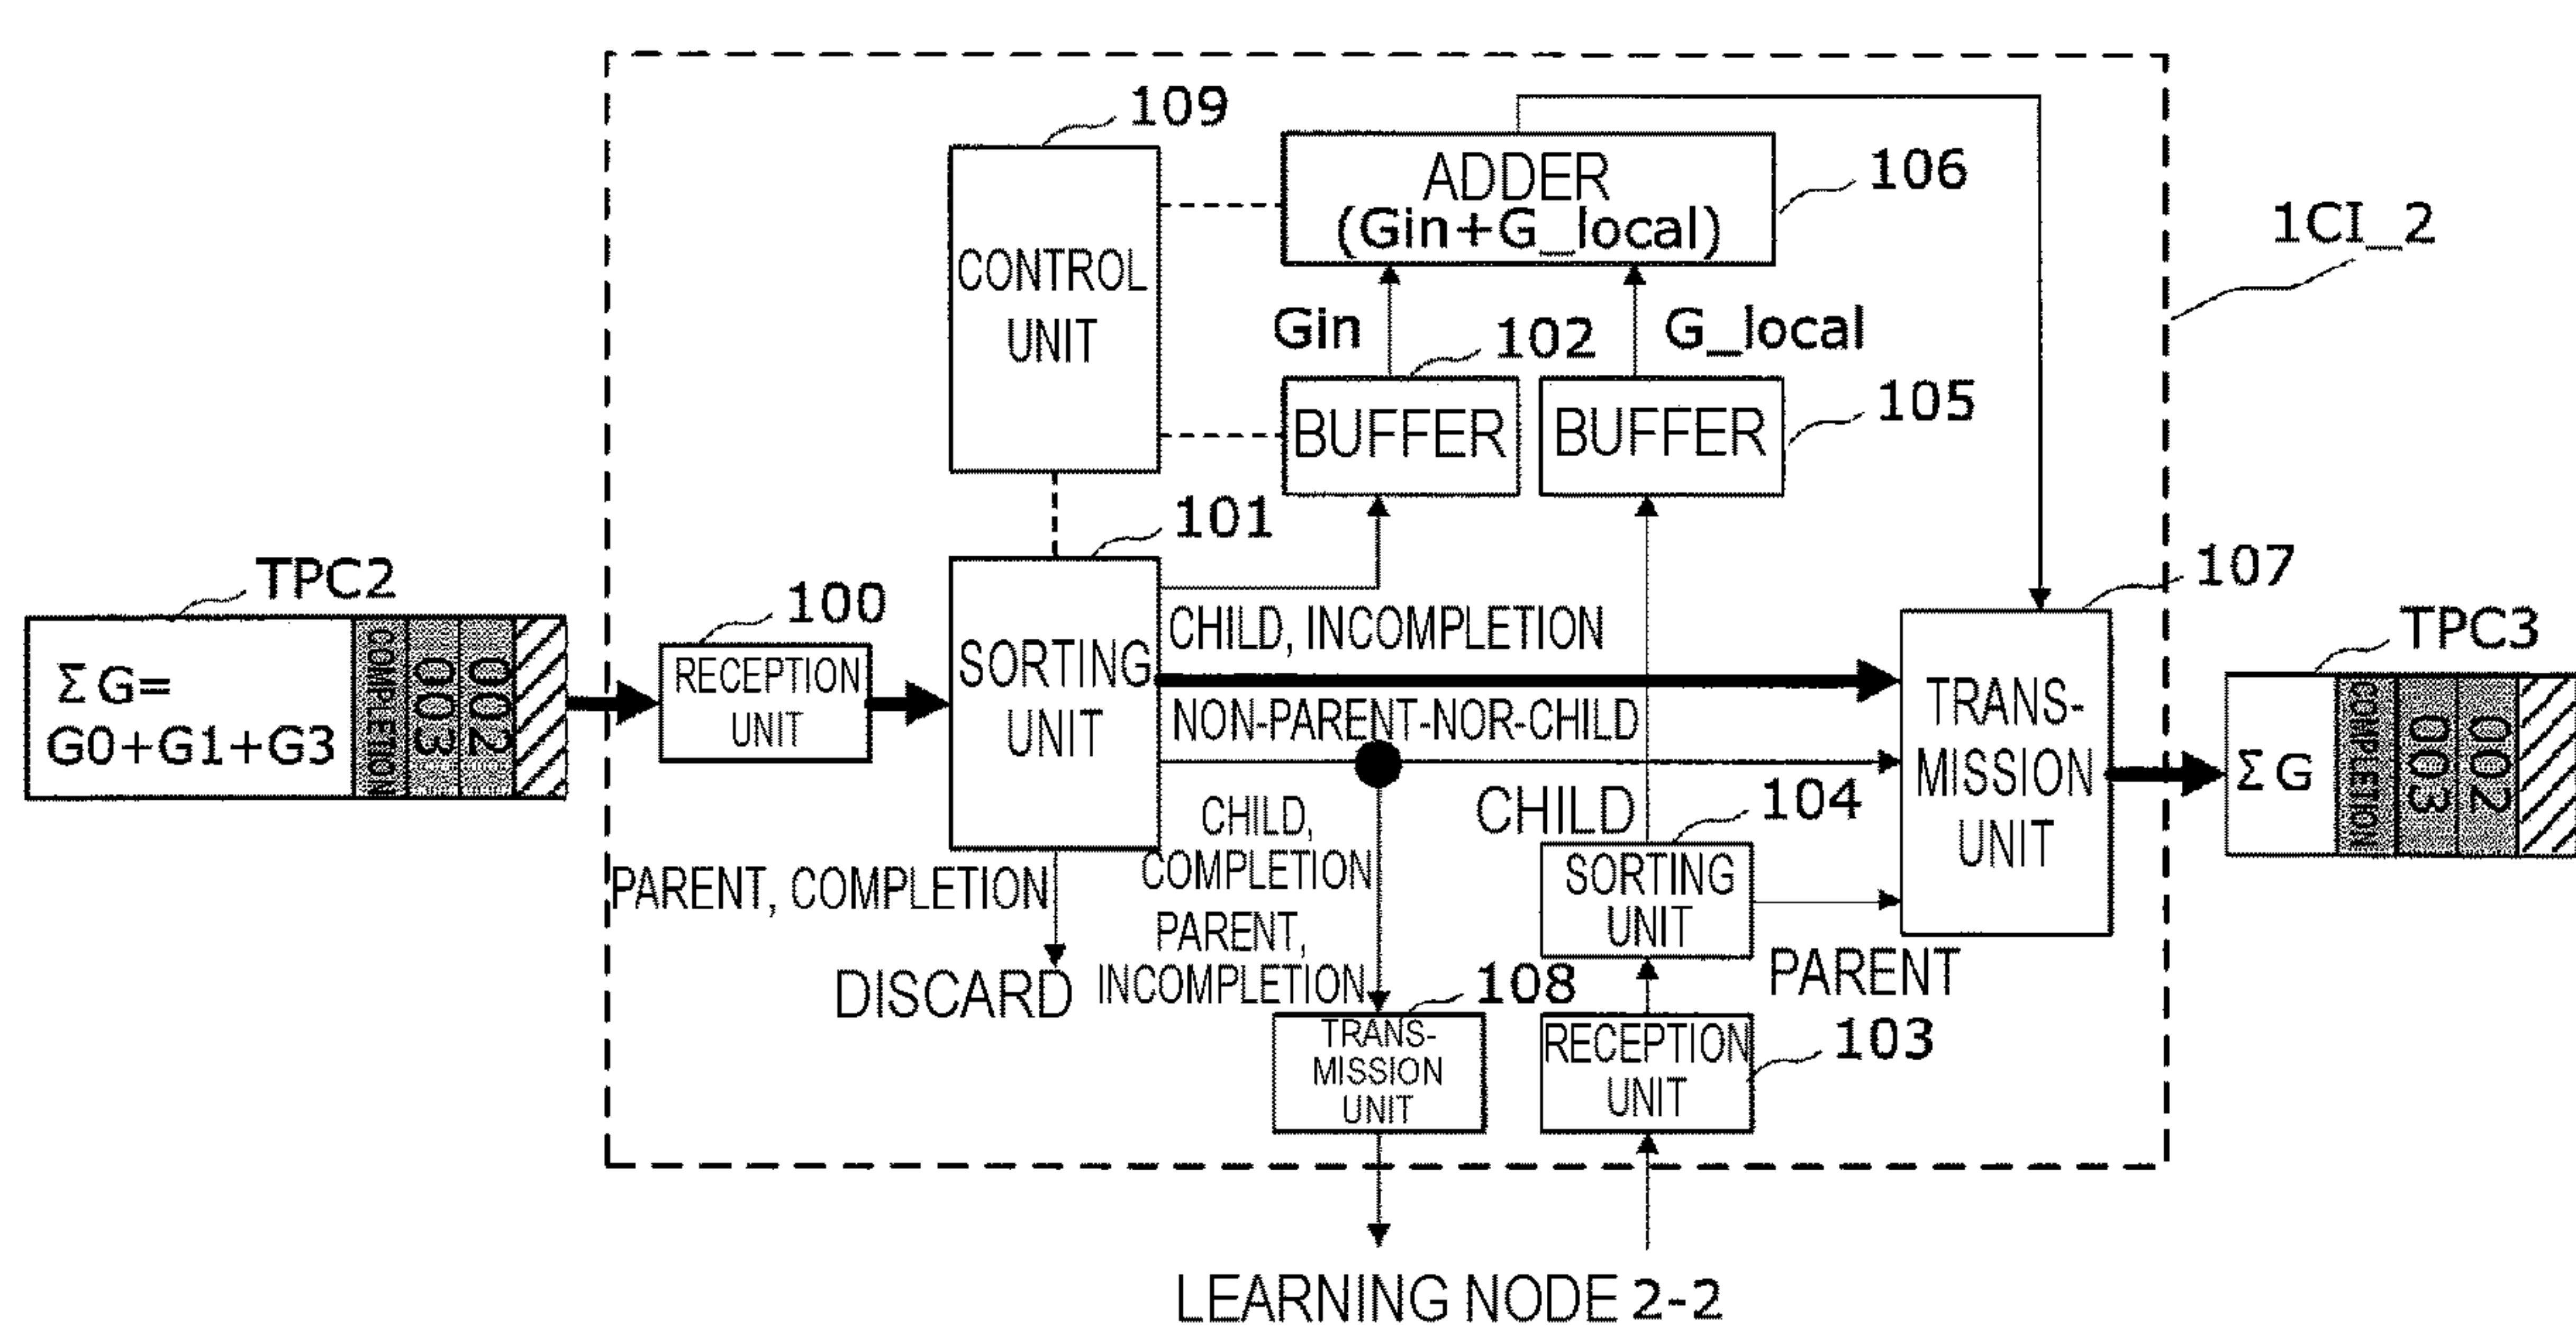 109
ADDER
(Gin+G_local)
106
1CI_2
CONTROL
UNIT
Gin
102
G_local
BUFFER
BUFFER
105
101
TPC2
ΣG=
G0+G1+G3
COMPLETION
003
002
100
RECEPTION
UNIT
SORTING
UNIT
CHILD, INCOMPLETION
NON-PARENT-NOR-CHILD
107
TRANS-
MISSION
UNIT
TPC3
ΣG
COMPLETION
003
002
CHILD,
COMPLETION
PARENT,
INCOMPLETION
PARENT, COMPLETION
DISCARD
CHILD
104
SORTING
UNIT
PARENT
108
TRANS-
MISSION
UNIT
RECEPTION
UNIT
103
LEARNING NODE 2-2